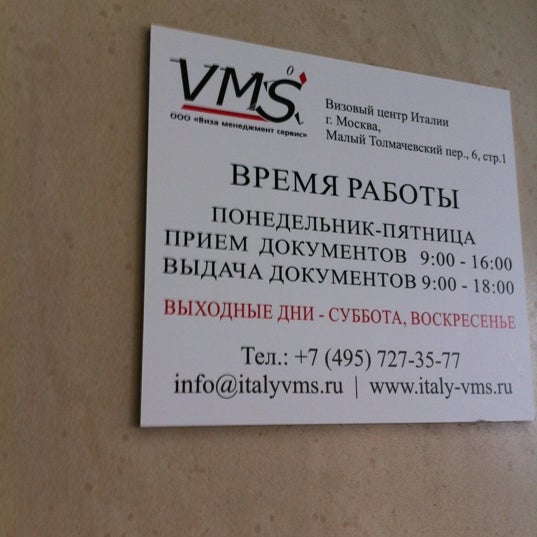 VMS
ООО «Виза менеджмент сервис»
Визовый центр Италии
г. Москва,
Малый Толмачевский пер., 6, стр.1
ВРЕМЯ РАБОТЫ
ПОНЕДЕЛЬНИК-ПЯТНИЦА
ПРИЕМ ДОКУМЕНТОВ 9:00 - 16:00
ВЫДАЧА ДОКУМЕНТОВ 9:00 - 18:00
ВЫХОДНЫЕ ДНИ - СУББОТА, ВОСКРЕСЕНЬЕ
Тел.: +7 (495) 727-35-77
info@italyvms.ru | www.italy-vms.ru